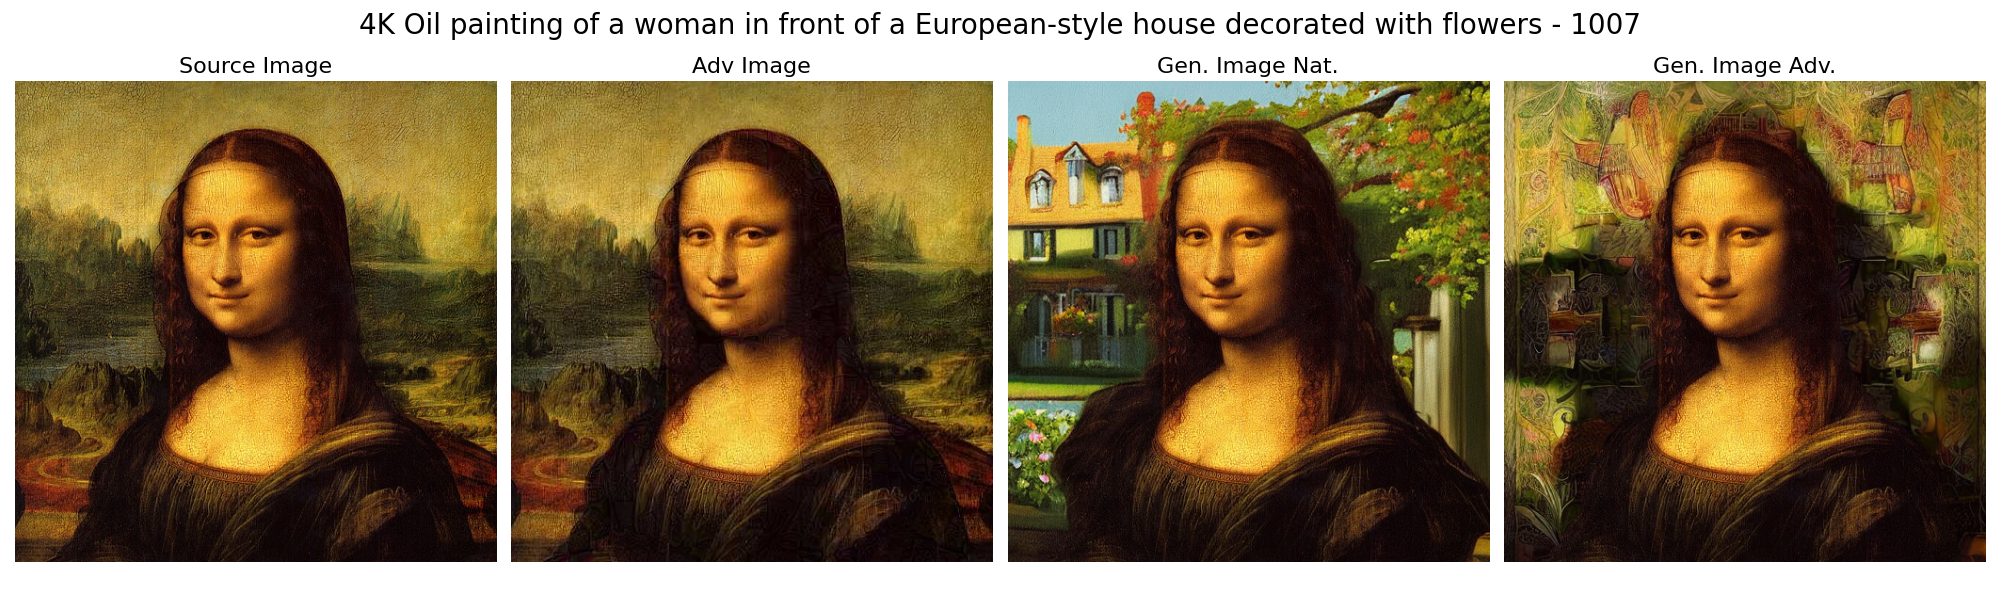 4K Oil painting of a woman in front of a European-style house decorated with flowers - 1007
Source Image
Adv Image
Gen. Image Nat.
Gen. Image Adv.